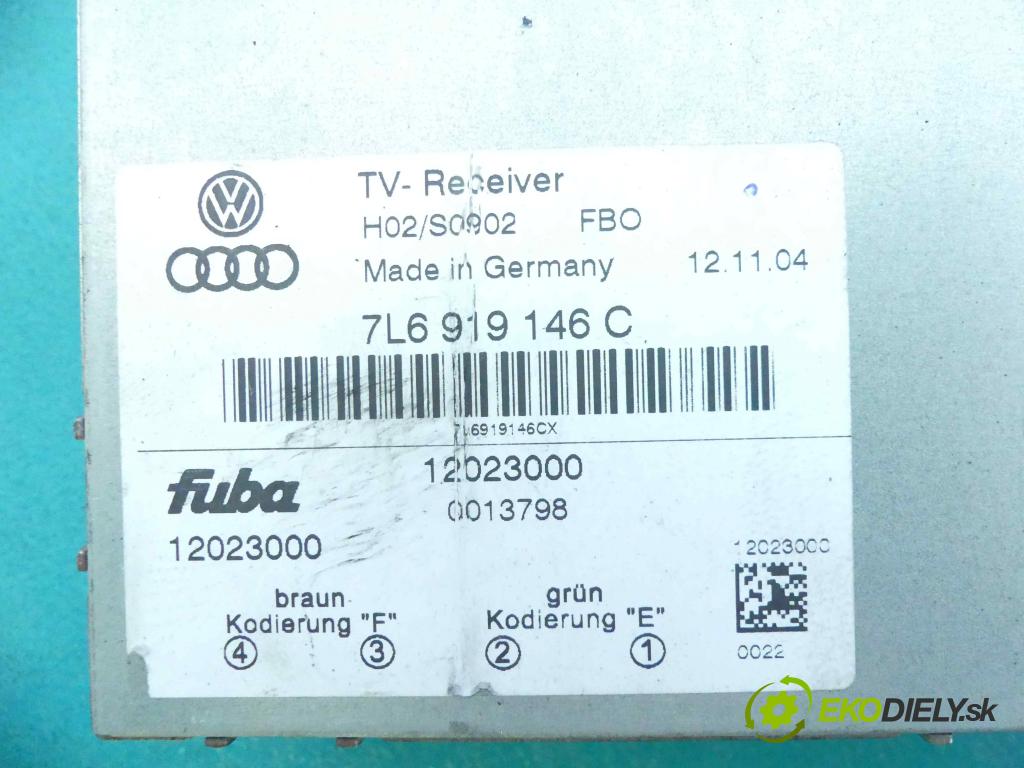 TV- Receiver
H02/S0902 FBO
Made in Germany 12.11.04
7L6 919 146 C
7L6919146CX
fuba
12023000
0013798
12023000
12023000
braun
Kodierung "F"
4 3
grün
Kodierung "E"
2 1
0022
EKODIELY.sk